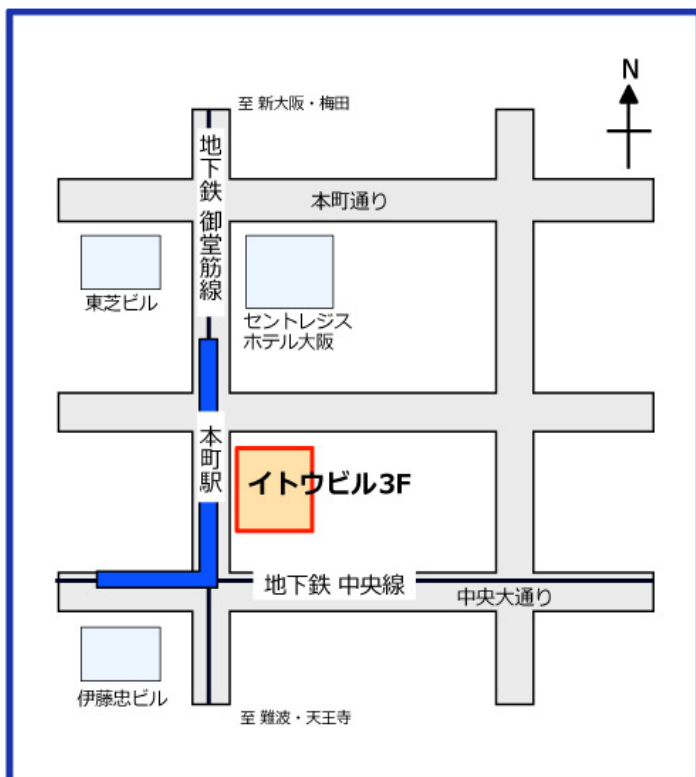 至 新大阪・梅田
N
地下鉄 御堂筋線
本町通り
東芝ビル
セントレジス
ホテル大阪
本町駅
イトウビル3F
地下鉄 中央線
中央大通り
伊藤忠ビル
至 難波・天王寺